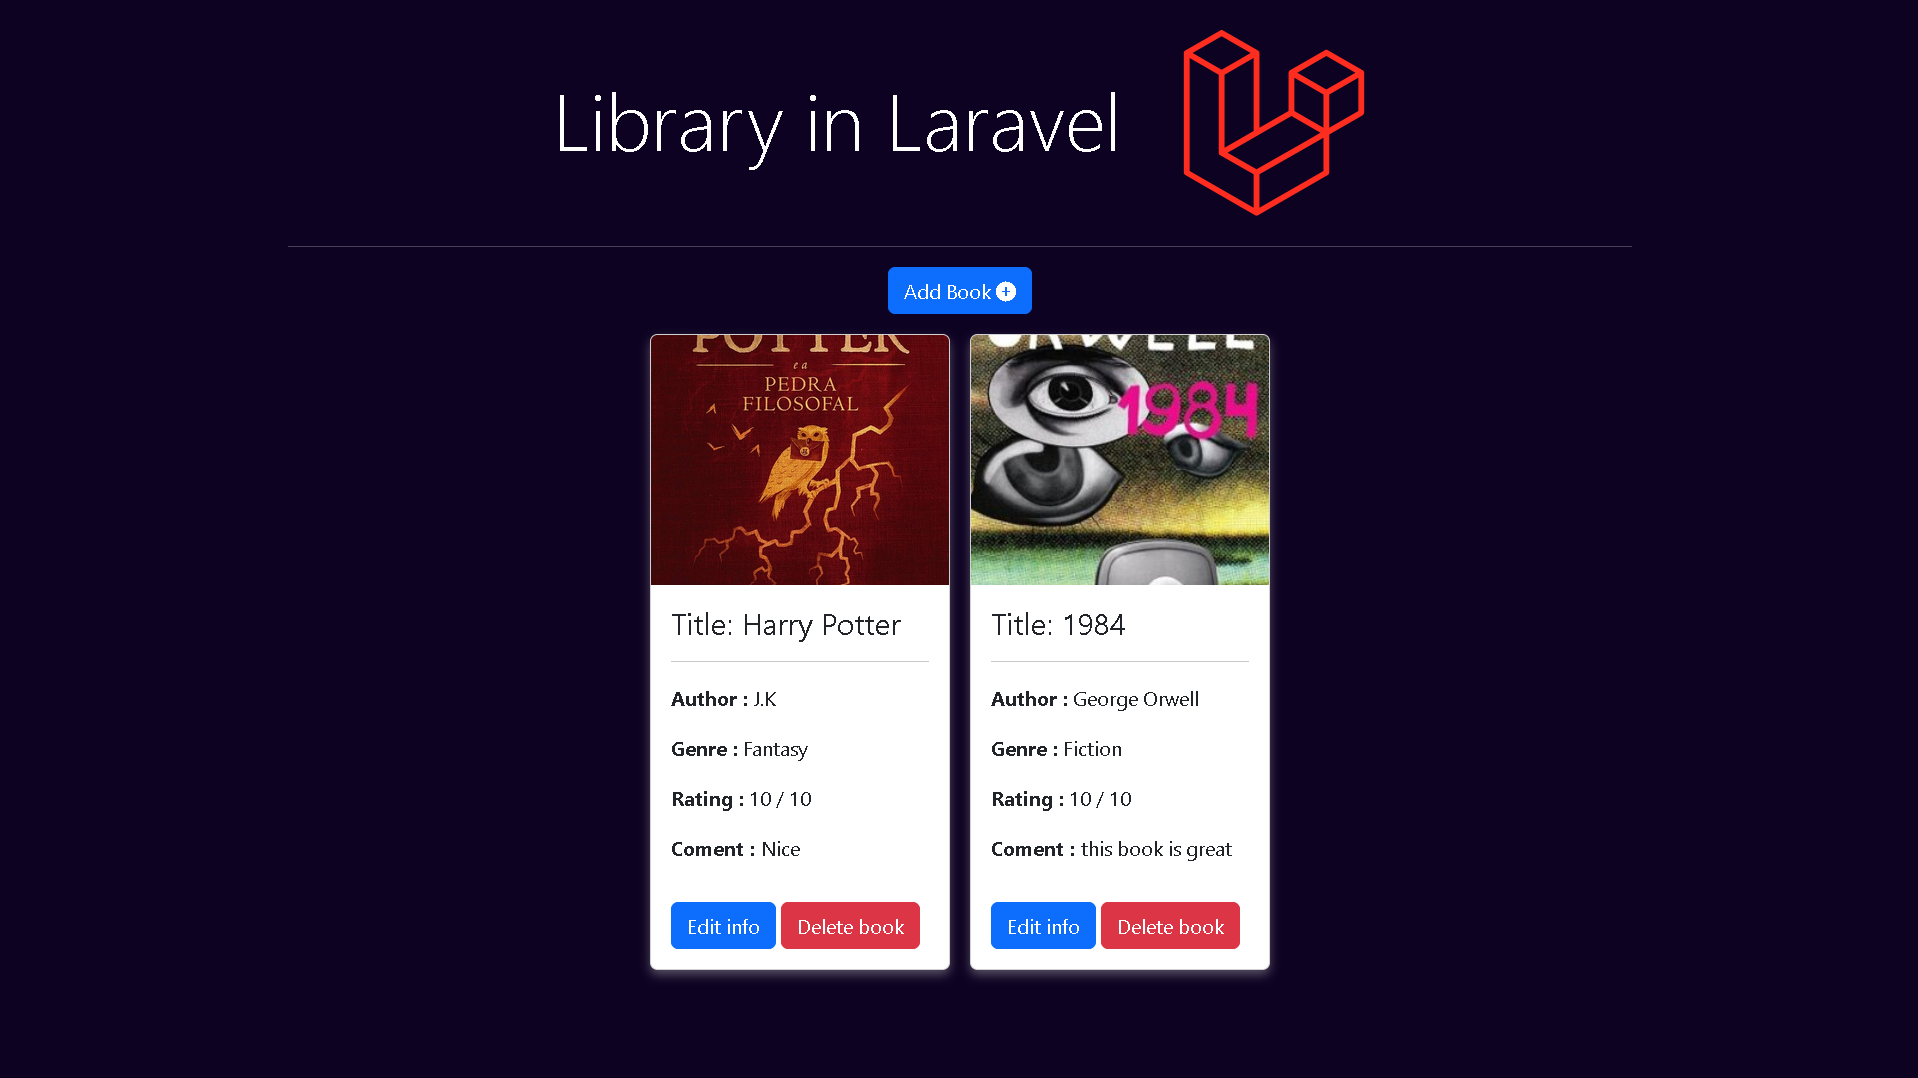 Library in Laravel
Add Book
POTTER
e a
PEDRA
FILOSOFAL
ORWELL
1984
Title: Harry Potter
Author : J.K
Genre : Fantasy
Rating : 10 / 10
Coment : Nice
Edit info Delete book
Title: 1984
Author : George Orwell
Genre : Fiction
Rating : 10 / 10
Coment : this book is great
Edit info Delete book